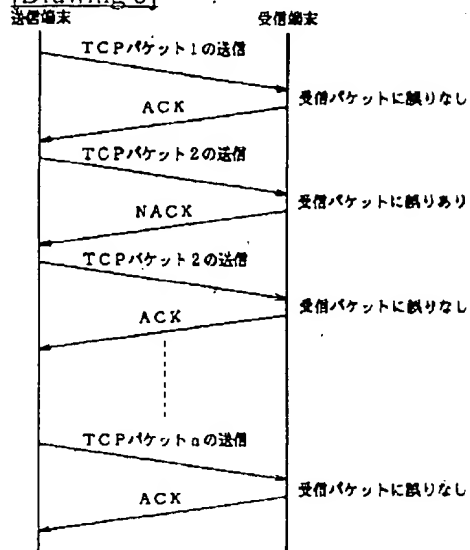 [Drawing 6]
送信端末
受信端末
TCPパケット1の送信
受信パケットに誤りなし
ACK
TCPパケット2の送信
受信パケットに誤りあり
NACK
TCPパケット2の送信
受信パケットに誤りなし
ACK
TCPパケットnの送信
受信パケットに誤りなし
ACK